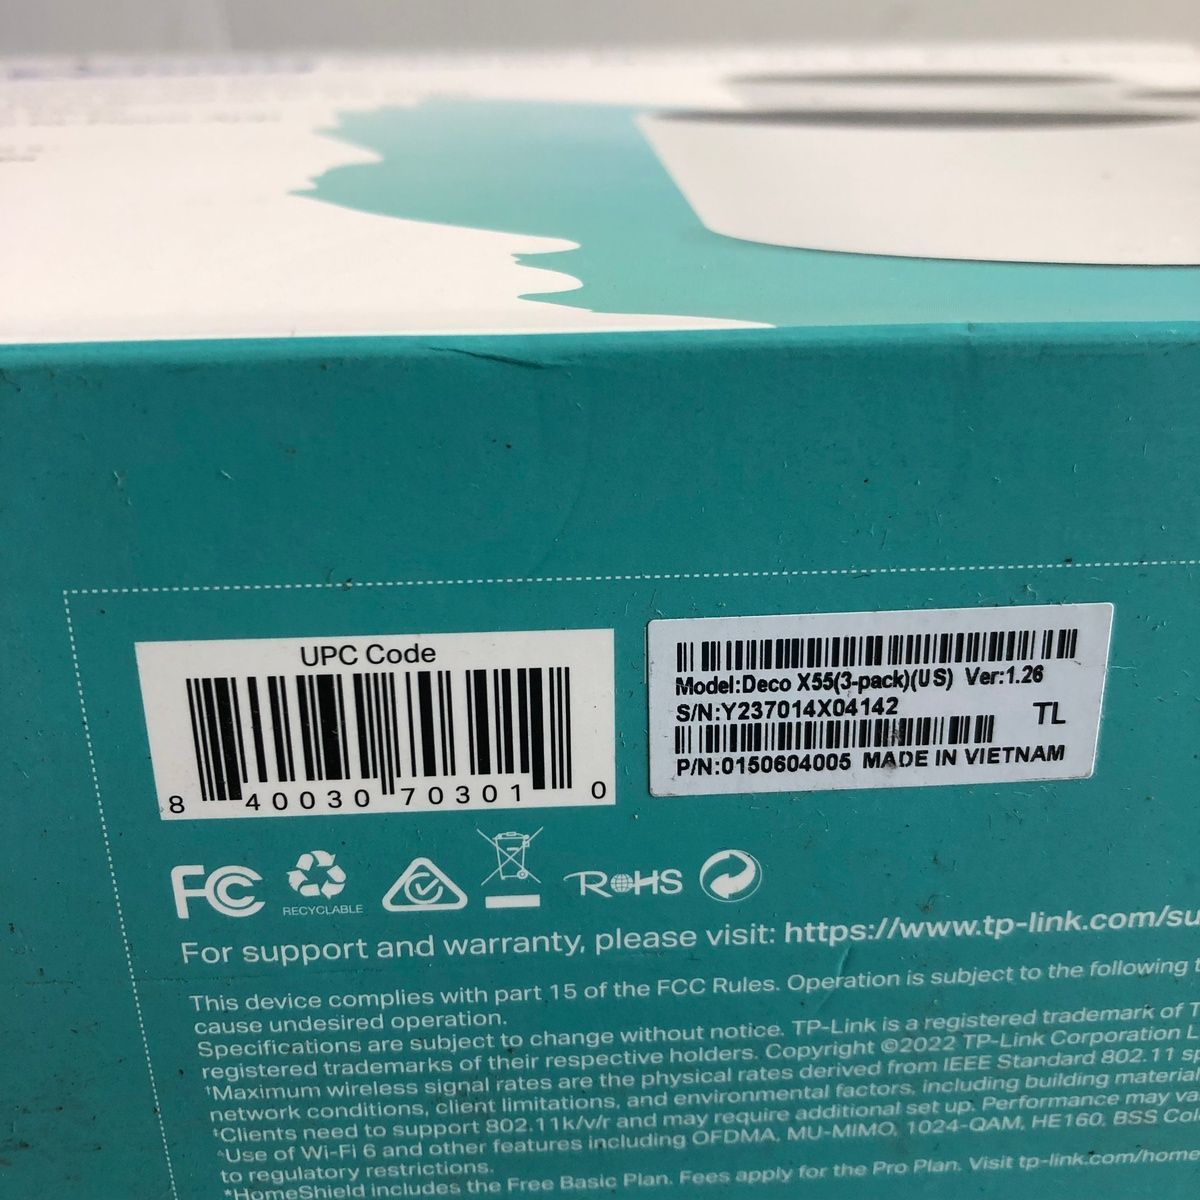 UPC Code
8 40030 70301 0
Model:Deco X55(3-pack)(US) Ver:1.26
S/N:Y237014X04142
TL
P/N:0150604005 MADE IN VIETNAM
FC
RECYCLABLE
RoHS
For support and warranty, please visit: https://www.tp-link.com/su
This device complies with part 15 of the FCC Rules. Operation is subject to the following t
cause undesired operation.
Specifications are subject to change without notice. TP-Link is a registered trademark of T
registered trademarks of their respective holders. Copyright ©2022 TP-Link Corporation L
†Maximum wireless signal rates are the physical rates derived from IEEE Standard 802.11 s
network conditions, client limitations, and environmental factors, including building material
‡Clients need to support 802.11k/v/r and may require additional set up. Performance may va
^Use of Wi-Fi 6 and other features including OFDMA, MU-MIMO, 1024-QAM, HE160, BSS Co
to regulatory restrictions.
*HomeShield includes the Free Basic Plan. Fees apply for the Pro Plan. Visit tp-link.com/home